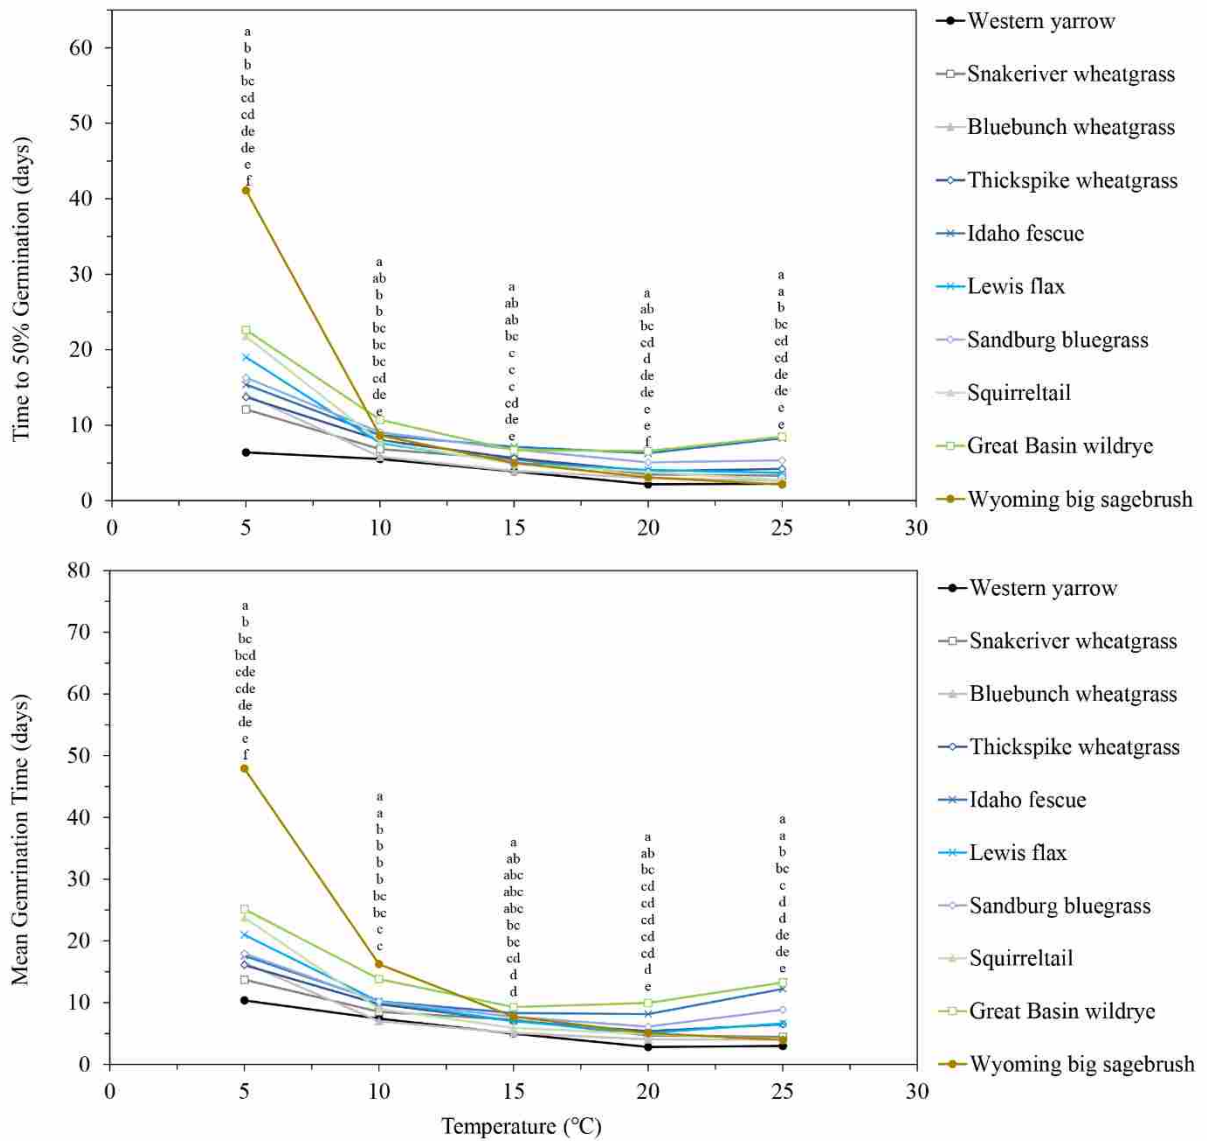 Time to 50% Germination (days)
60
50
40
30
20
10
0
0
5
10
15
20
25
30
a
b
b
bc
cd
cd
de
de
e
f
a
ab
b
b
bc
bc
bc
cd
de
e
a
ab
ab
bc
c
c
c
cd
de
e
a
ab
bc
cd
d
de
de
e
e
f
a
a
b
bc
cd
cd
de
de
e
e
Western yarrow
Snakeriver wheatgrass
Bluebunch wheatgrass
Thickspike wheatgrass
Idaho fescue
Lewis flax
Sandburg bluegrass
Squirreltail
Great Basin wildrye
Wyoming big sagebrush
Mean Gemrination Time (days)
80
70
60
50
40
30
20
10
0
0
5
10
15
20
25
30
a
b
bc
bcd
cde
cde
de
de
e
f
a
a
b
b
b
b
bc
bc
c
c
a
ab
abc
abc
abc
bc
bc
cd
d
d
a
ab
bc
cd
cd
cd
cd
cd
d
e
a
a
b
bc
c
d
d
de
de
e
Western yarrow
Snakeriver wheatgrass
Bluebunch wheatgrass
Thickspike wheatgrass
Idaho fescue
Lewis flax
Sandburg bluegrass
Squirreltail
Great Basin wildrye
Wyoming big sagebrush
Temperature (℃)